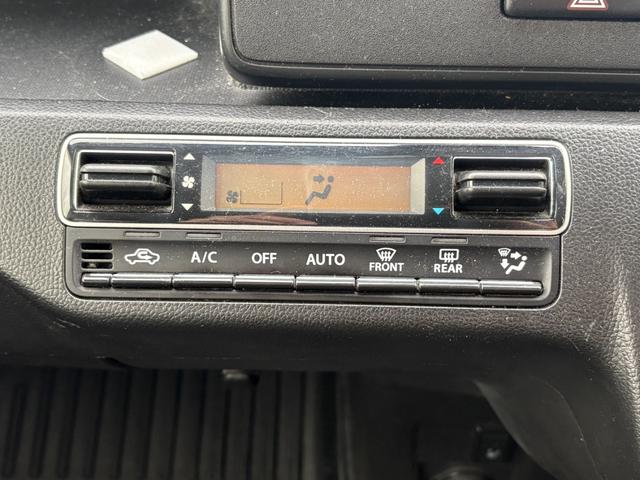 A/C OFF AUTO FRONT REAR